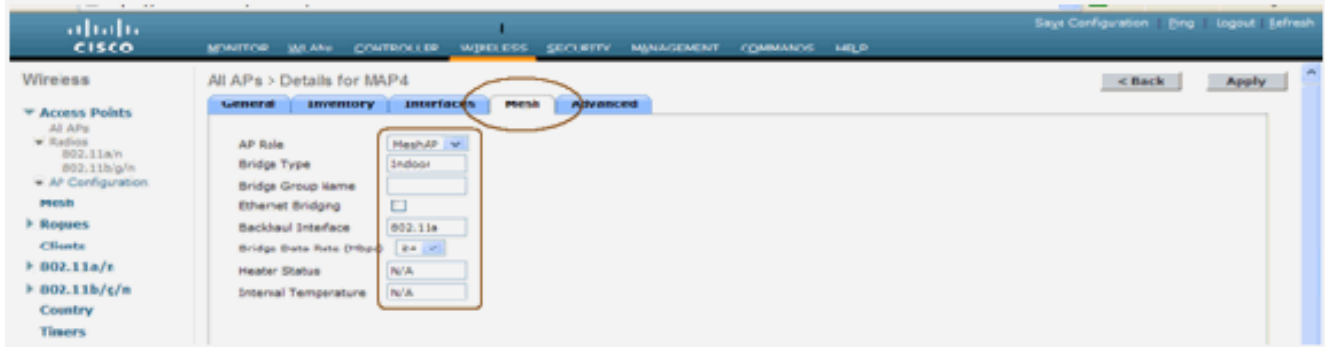 Save Configuration Ping Logout Refresh
CISCO
MONITOR WLANs CONTROLLER WIRELESS SECURITY MANAGEMENT COMMANDS HELP
Wireless
All APs > Details for MAP4
< Back Apply
General Inventory Interfaces Mesh Advanced
Access Points
All APs
Radios
802.11a/n
802.11b/g/n
AP Configuration
Mesh
Rogues
Clients
802.11a/n
802.11b/g/n
Country
Timers
AP Role MeshAP
Bridge Type Indoor
Bridge Group Name
Ethernet Bridging
Backhaul Interface 802.11a
Bridge Data Rate (Mbps) 24
Heater Status N/A
Internal Temperature N/A